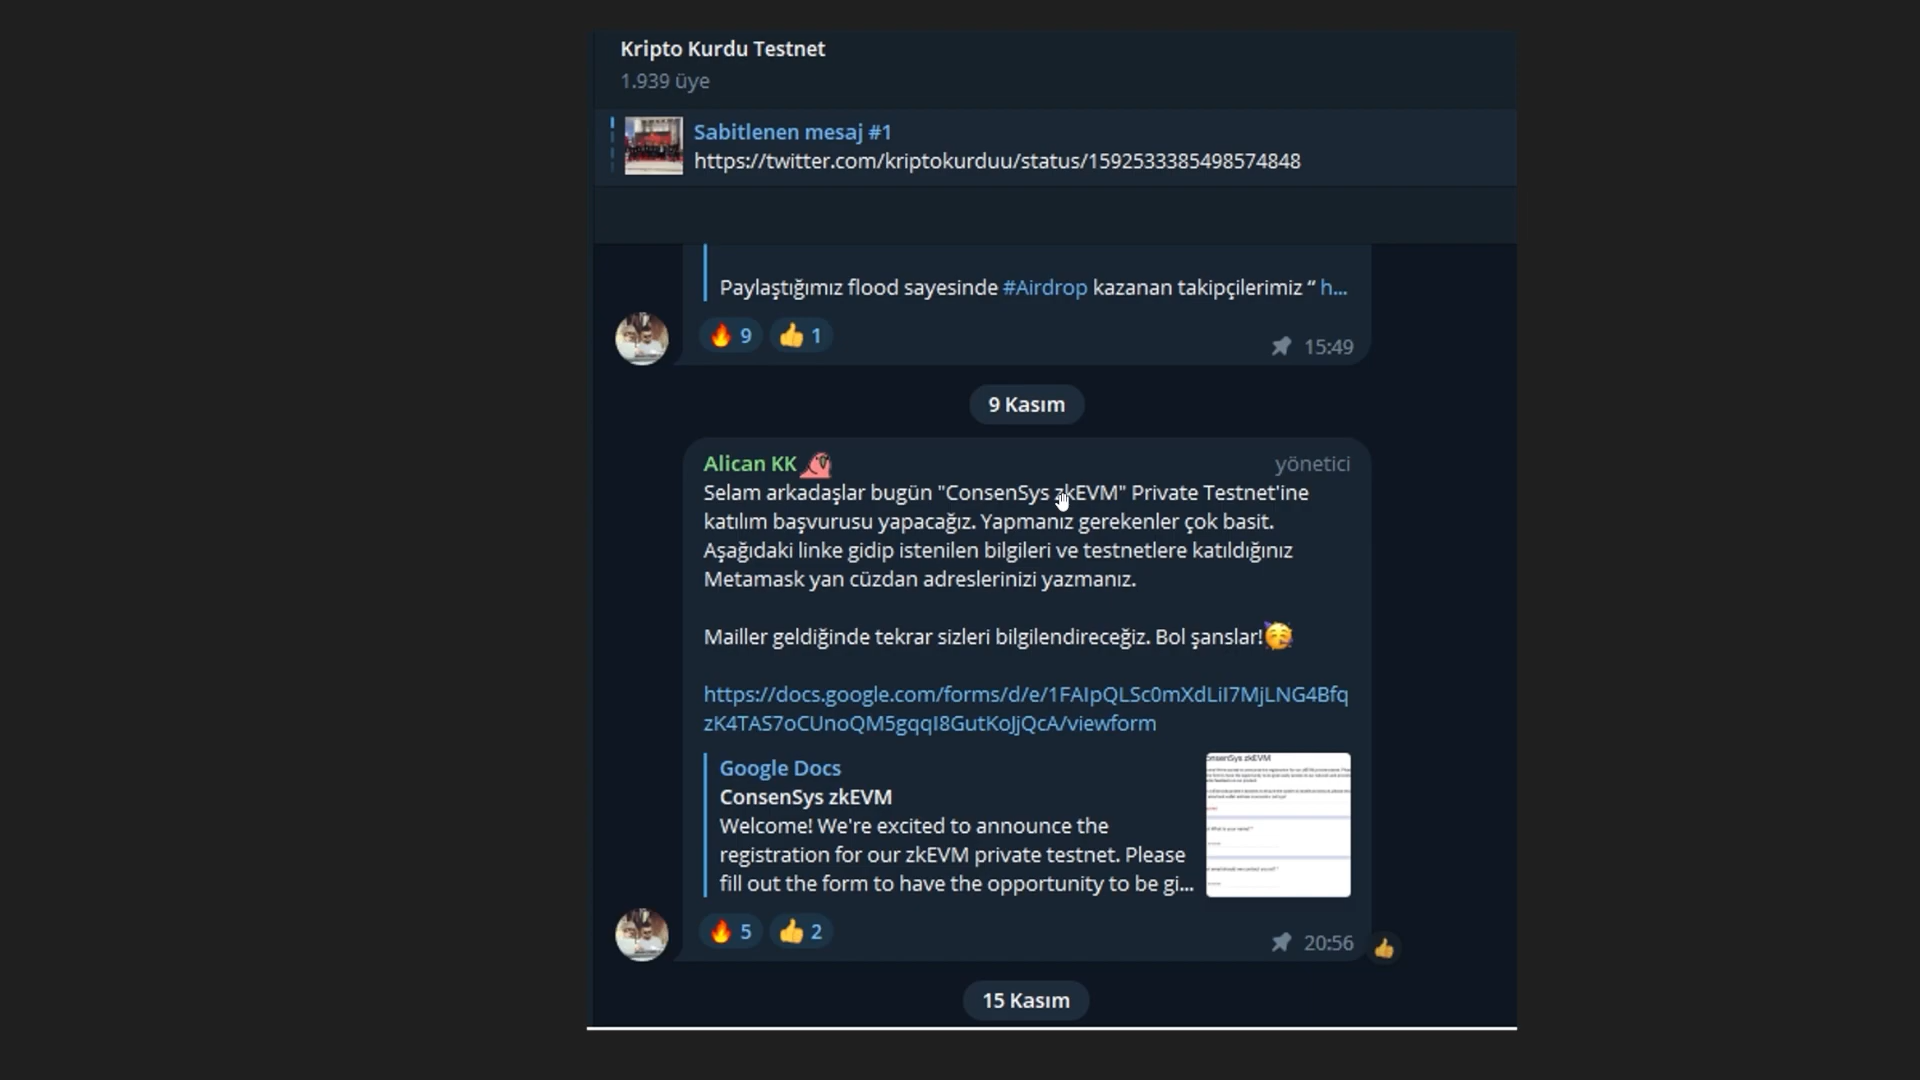 Kripto Kurdu Testnet
1.939 üye
Sabitlenen mesaj #1
https://twitter.com/kriptokurduu/status/1592533385498574848
Paylaştığımız flood sayesinde #Airdrop kazanan takipçilerimiz “ h...
9 1 15:49
9 Kasım
Alican KK yönetici
Selam arkadaşlar bugün "ConsenSys zkEVM" Private Testnet'ine
katılım başvurusu yapacağız. Yapmanız gerekenler çok basit.
Aşağıdaki linke gidip istenilen bilgileri ve testnetlere katıldığınız
Metamask yan cüzdan adreslerinizi yazmanız.
Mailler geldiğinde tekrar sizleri bilgilendireceğiz. Bol şanslar!🥳
https://docs.google.com/forms/d/e/1FAIpQLSc0mXdLiI7MjLNG4Bfq
zK4TAS7oCUnoQM5gqqI8GutKoJjQcA/viewform
Google Docs
ConsenSys zkEVM
Welcome! We're excited to announce the
registration for our zkEVM private testnet. Please
fill out the form to have the opportunity to be gi...
5 2 20:56
15 Kasım